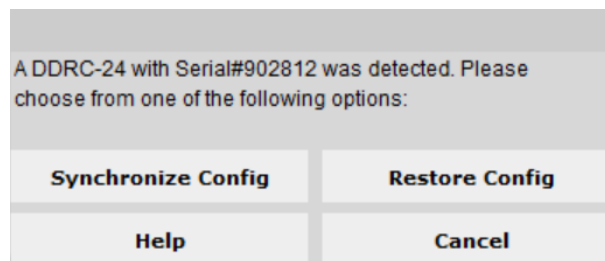 A DDRC-24 with Serial#902812 was detected. Please
choose from one of the following options:
Synchronize Config
Restore Config
Help
Cancel